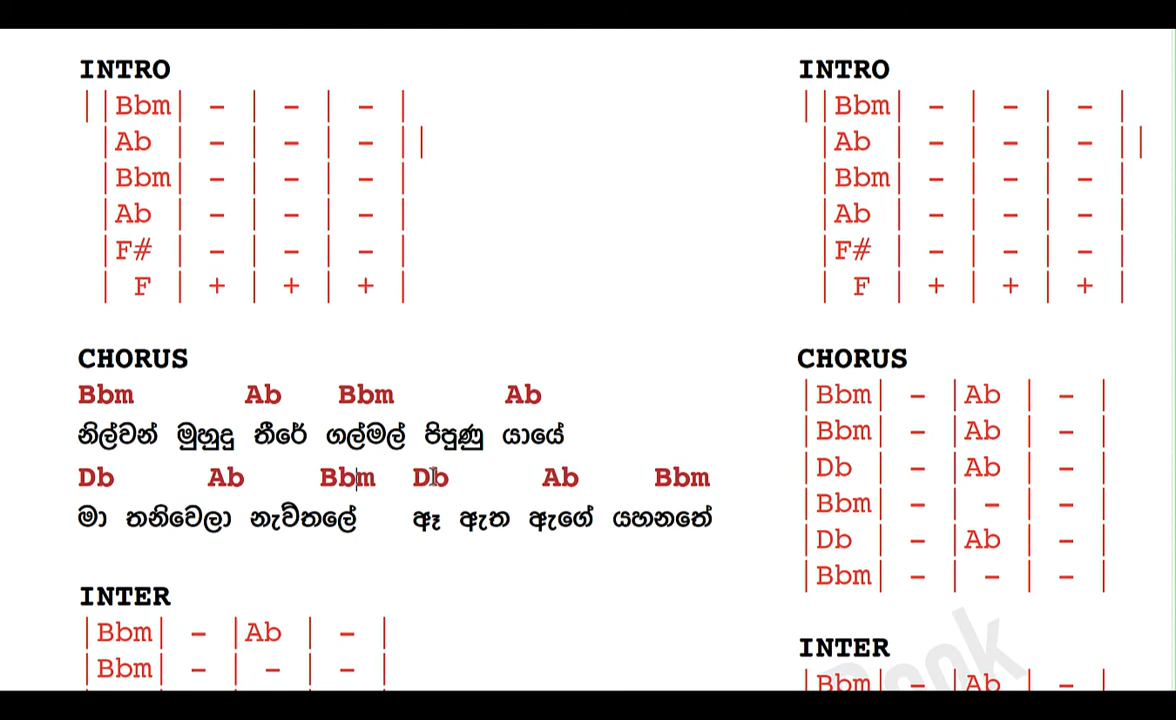 INTRO
||Bbm| – | – | – |
|Ab | – | – | – ||
|Bbm| – | – | – |
|Ab | – | – | – |
|F# | – | – | – |
| F | + | + | + |
CHORUS
Bbm Ab Bbm Ab
නිල්වන් මුහුදු තීරේ ගල්මල් පිපුණු යායේ
Db Ab Bbm Db Ab Bbm
මා තනිවෙලා නැව්තලේ ඈ ඇත ඇගේ යහනතේ
INTER
|Bbm| – |Ab | – |
|Bbm| – | – | – |
INTRO
||Bbm| – | – | – |
|Ab | – | – | – ||
|Bbm| – | – | – |
|Ab | – | – | – |
|F# | – | – | – |
| F | + | + | + |
CHORUS
|Bbm| – |Ab | – |
|Bbm| – |Ab | – |
|Db | – |Ab | – |
|Bbm| – | – | – |
|Db | – |Ab | – |
|Bbm| – | – | – |
INTER
|Bbm| – |Ab | – |